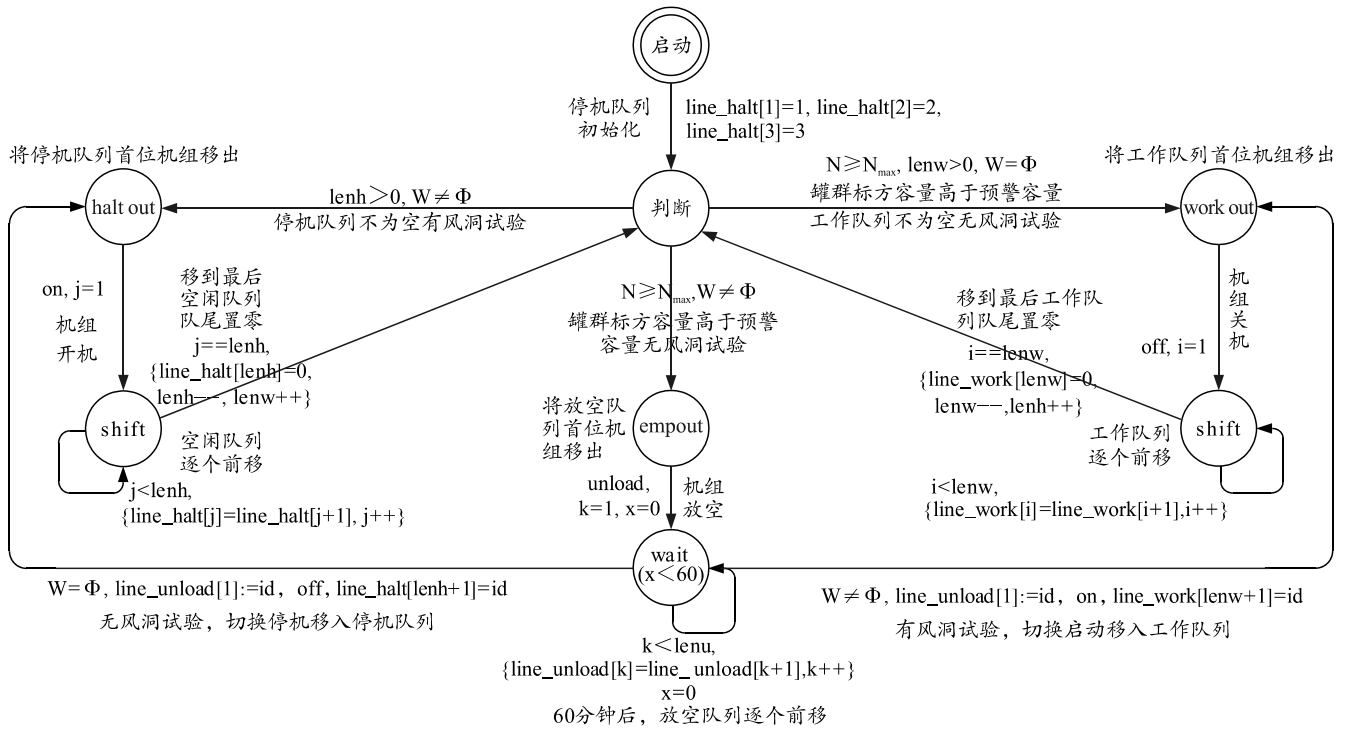 启动
停机队列
初始化
line_halt[1]=1, line_halt[2]=2,
line_halt[3]=3
将停机队列首位机组移出
halt out
lenh＞0, W≠Φ
停机队列不为空有风洞试验
判断
N≥Nmax, lenw>0, W=Φ
罐群标方容量高于预警容量
工作队列不为空无风洞试验
将工作队列首位机组移出
work out
on, j=1
机组
开机
移到最后
空闲队列
队尾置零
j==lenh,
{line_halt[lenh]=0,
lenh−−, lenw++}
N≥Nmax,W≠Φ
罐群标方容量高于预警
容量无风洞试验
移到最后工作队
列队尾置零
i==lenw,
{line_work[lenw]=0,
lenw−−,lenh++}
off, i=1
机组关机
shift
空闲队列
逐个前移
j<lenh,
{line_halt[j]=line_halt[j+1], j++}
将放空队
列首位机
组移出
empout
unload,
k=1, x=0
机组
放空
工作队列
逐个前移
shift
i<lenw,
{line_work[i]=line_work[i+1],i++}
wait
(x＜60)
W=Φ, line_unload[1]:=id, off, line_halt[lenh+1]=id
无风洞试验，切换停机移入停机队列
W≠Φ, line_unload[1]:=id, on, line_work[lenw+1]=id
有风洞试验，切换启动移入工作队列
k＜lenu,
{line_unload[k]=line_ unload[k+1],k++}
x=0
60分钟后，放空队列逐个前移